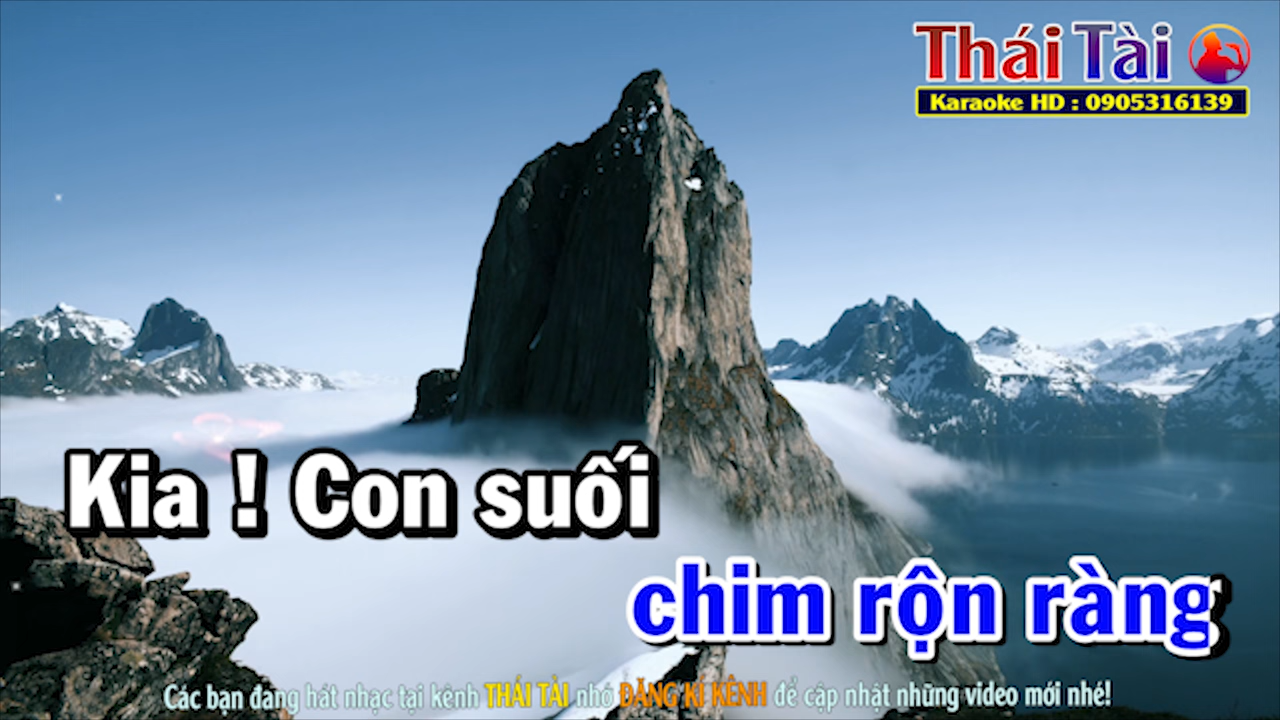 Thái Tài
Karaoke HD : 0905316139
Kia ! Con suối
chim rộn ràng
Các bạn đang hát nhạc tại kênh THÁI TÀI nhớ ĐĂNG KÍ KÊNH để cập nhật những video mới nhé!